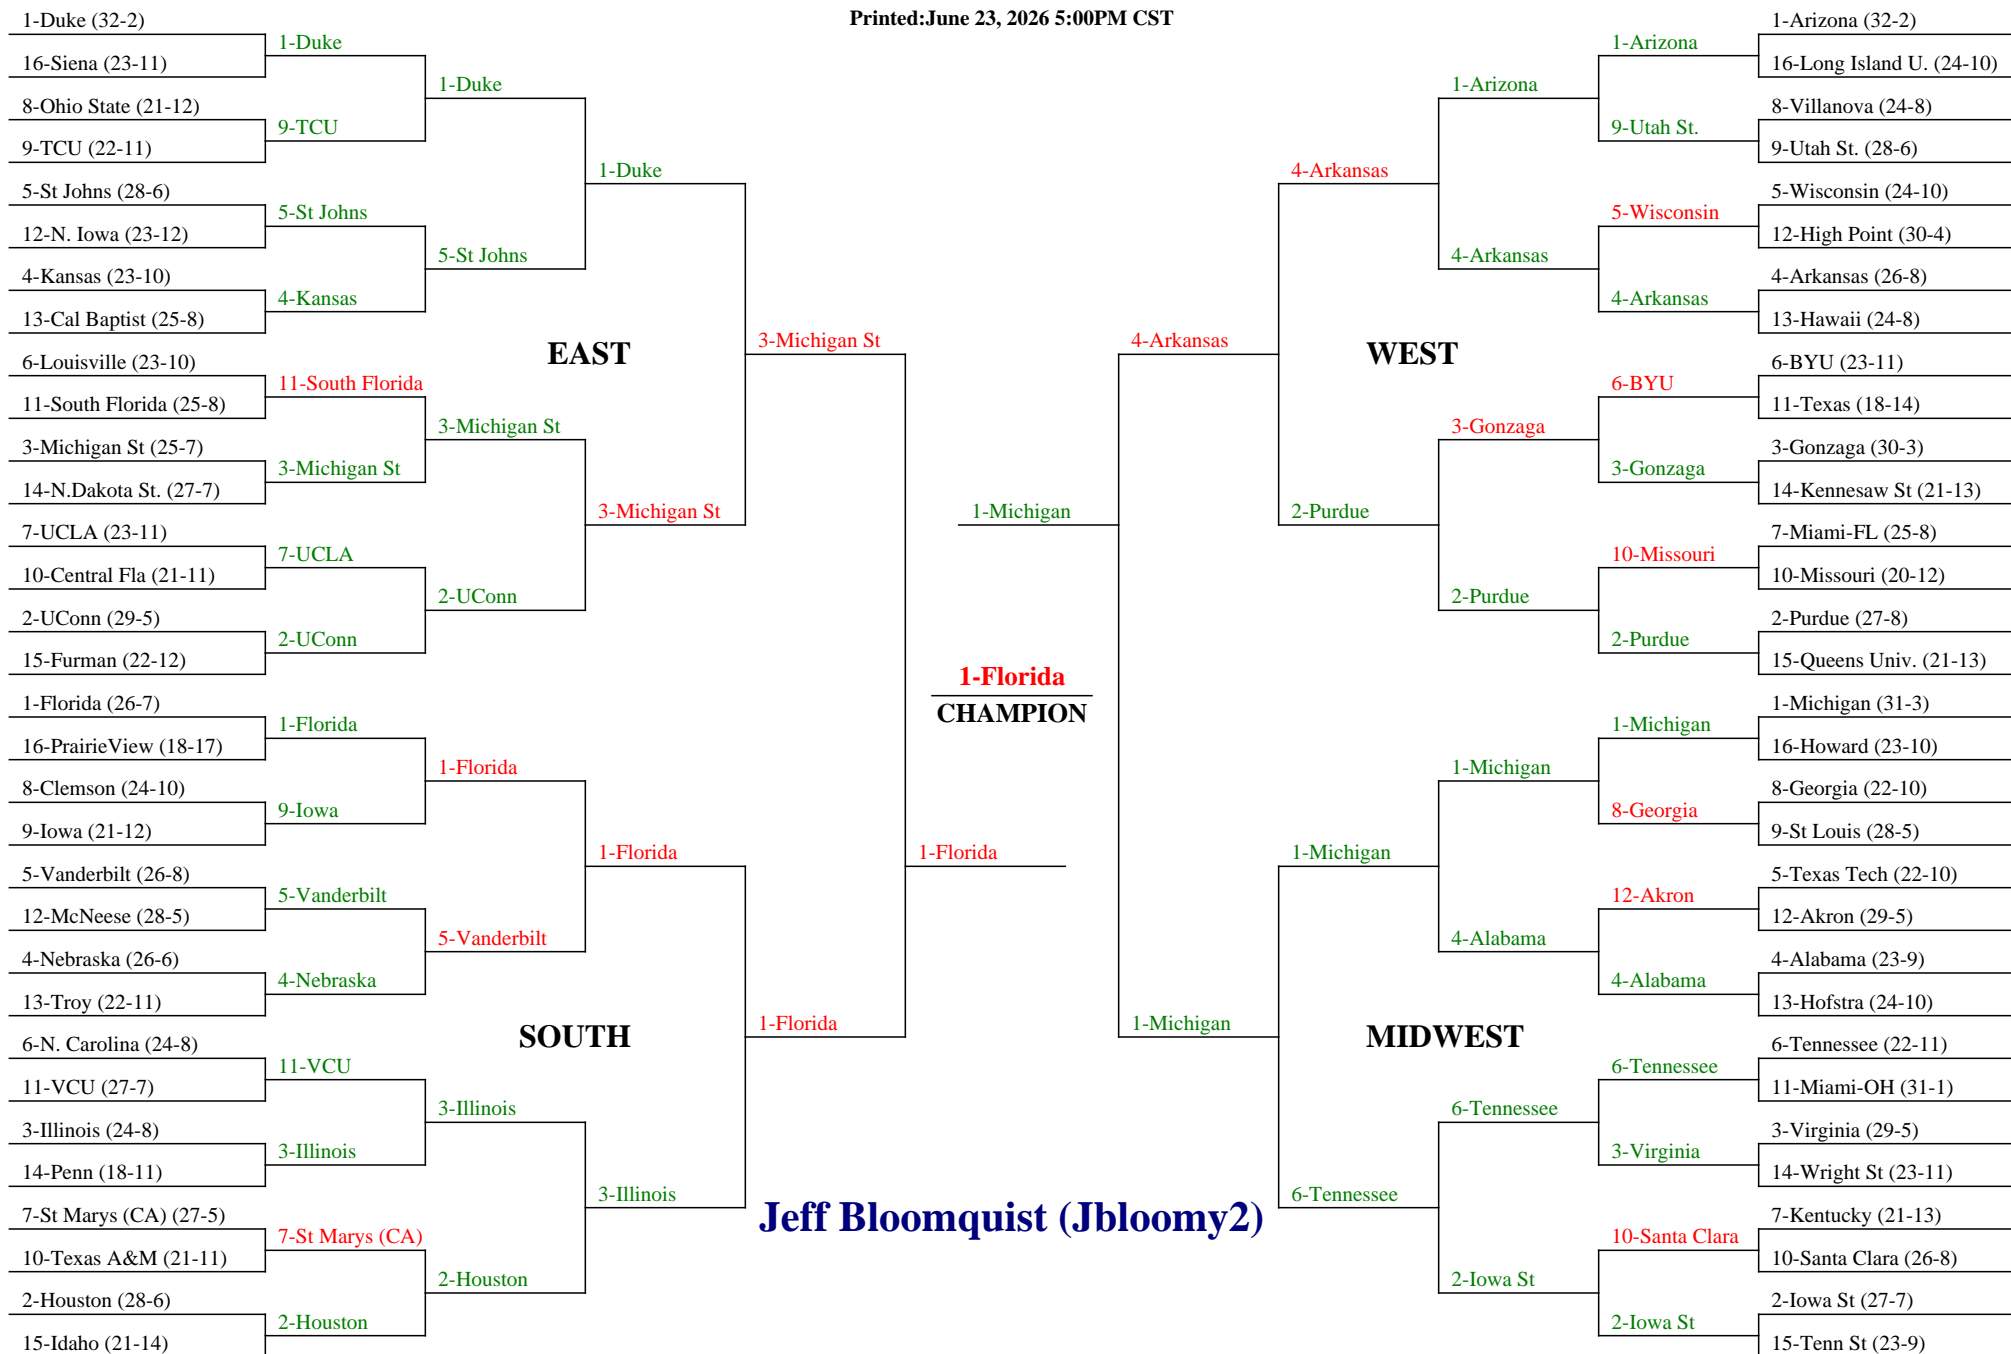 Printed:June 23, 2026 5:00PM CST
1-Duke (32-2)
16-Siena (23-11)
8-Ohio State (21-12)
9-TCU (22-11)
5-St Johns (28-6)
12-N. Iowa (23-12)
4-Kansas (23-10)
13-Cal Baptist (25-8)
6-Louisville (23-10)
11-South Florida (25-8)
3-Michigan St (25-7)
14-N.Dakota St. (27-7)
7-UCLA (23-11)
10-Central Fla (21-11)
2-UConn (29-5)
15-Furman (22-12)
1-Florida (26-7)
16-PrairieView (18-17)
8-Clemson (24-10)
9-Iowa (21-12)
5-Vanderbilt (26-8)
12-McNeese (28-5)
4-Nebraska (26-6)
13-Troy (22-11)
6-N. Carolina (24-8)
11-VCU (27-7)
3-Illinois (24-8)
14-Penn (18-11)
7-St Marys (CA) (27-5)
10-Texas A&M (21-11)
2-Houston (28-6)
15-Idaho (21-14)
1-Duke
9-TCU
5-St Johns
4-Kansas
11-South Florida
3-Michigan St
7-UCLA
2-UConn
1-Florida
9-Iowa
5-Vanderbilt
4-Nebraska
11-VCU
3-Illinois
7-St Marys (CA)
2-Houston
1-Duke
5-St Johns
3-Michigan St
2-UConn
1-Florida
5-Vanderbilt
3-Illinois
2-Houston
EAST
SOUTH
1-Duke
3-Michigan St
1-Florida
3-Illinois
3-Michigan St
1-Florida
1-Florida
1-Michigan
1-Florida
CHAMPION
Jeff Bloomquist (Jbloomy2)
4-Arkansas
1-Michigan
4-Arkansas
2-Purdue
1-Michigan
6-Tennessee
WEST
MIDWEST
1-Arizona
4-Arkansas
3-Gonzaga
2-Purdue
1-Michigan
4-Alabama
6-Tennessee
2-Iowa St
1-Arizona
9-Utah St.
5-Wisconsin
4-Arkansas
6-BYU
3-Gonzaga
10-Missouri
2-Purdue
1-Michigan
8-Georgia
12-Akron
4-Alabama
6-Tennessee
3-Virginia
10-Santa Clara
2-Iowa St
1-Arizona (32-2)
16-Long Island U. (24-10)
8-Villanova (24-8)
9-Utah St. (28-6)
5-Wisconsin (24-10)
12-High Point (30-4)
4-Arkansas (26-8)
13-Hawaii (24-8)
6-BYU (23-11)
11-Texas (18-14)
3-Gonzaga (30-3)
14-Kennesaw St (21-13)
7-Miami-FL (25-8)
10-Missouri (20-12)
2-Purdue (27-8)
15-Queens Univ. (21-13)
1-Michigan (31-3)
16-Howard (23-10)
8-Georgia (22-10)
9-St Louis (28-5)
5-Texas Tech (22-10)
12-Akron (29-5)
4-Alabama (23-9)
13-Hofstra (24-10)
6-Tennessee (22-11)
11-Miami-OH (31-1)
3-Virginia (29-5)
14-Wright St (23-11)
7-Kentucky (21-13)
10-Santa Clara (26-8)
2-Iowa St (27-7)
15-Tenn St (23-9)